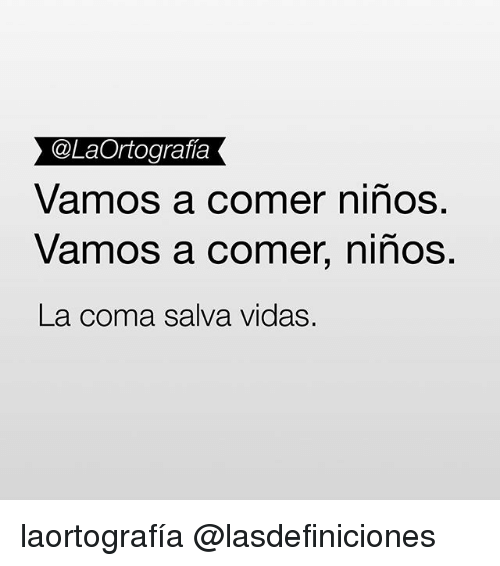 @LaOrtografía
Vamos a comer niños.
Vamos a comer, niños.
La coma salva vidas.
laortografía @lasdefiniciones